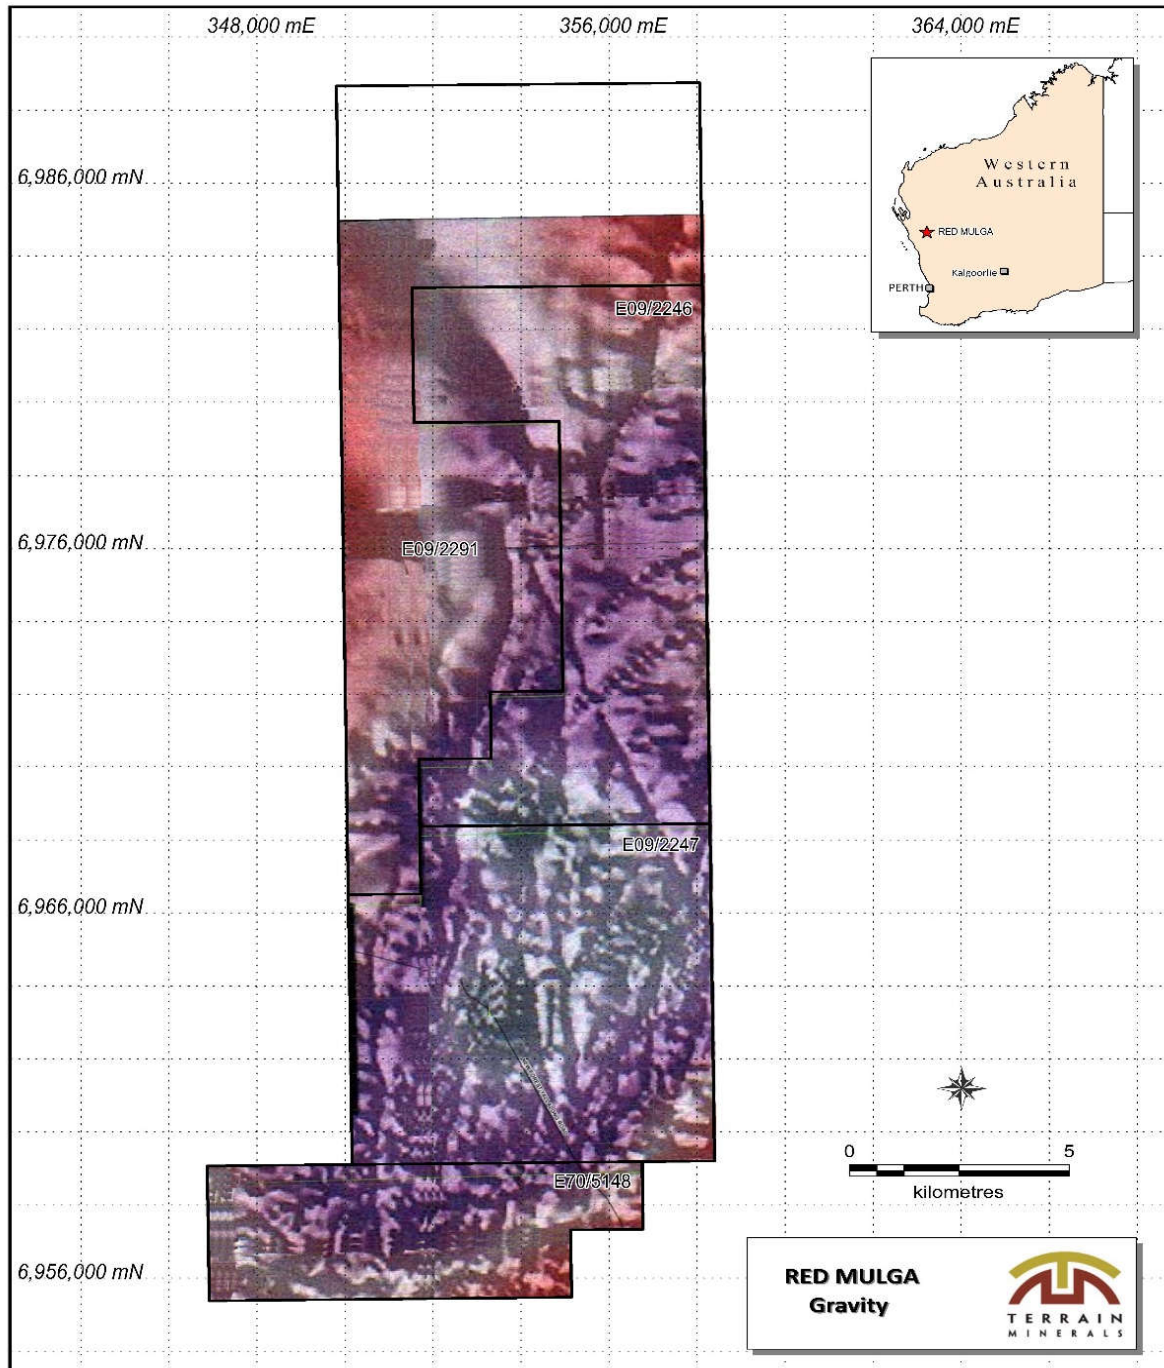 348,000 mE
356,000 mE
364,000 mE
6,986,000 mN
6,976,000 mN
6,966,000 mN
6,956,000 mN
Western
Australia
RED MULGA
Kalgoorlie
PERTH
E09/2246
E09/2291
E09/2247
E70/5148
0 5
kilometres
RED MULGA
Gravity
TERRAIN
MINERALS